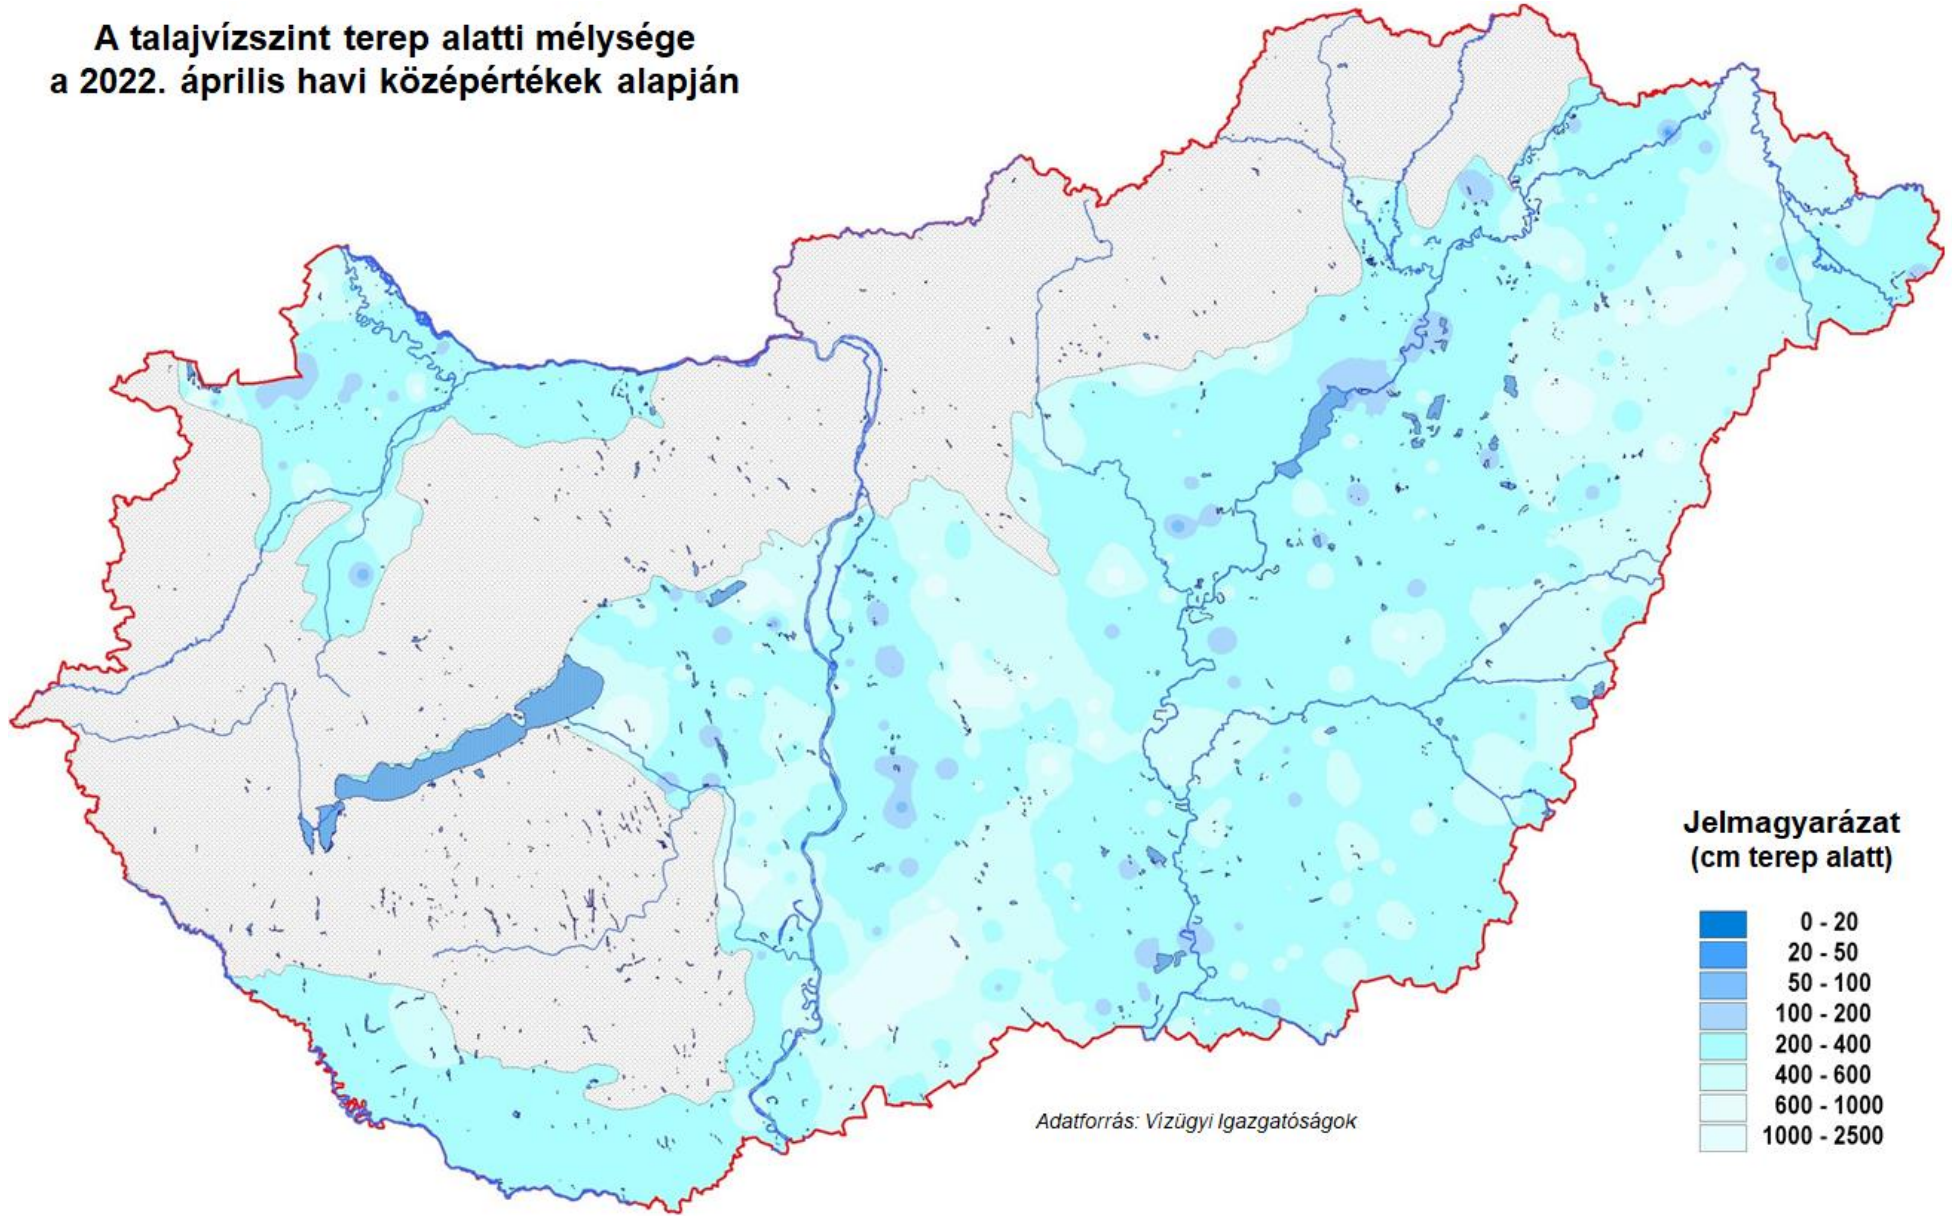 A talajvízszint terep alatti mélysége
a 2022. április havi középértékek alapján
Jelmagyarázat
(cm terep alatt)
0 - 20
20 - 50
50 - 100
100 - 200
200 - 400
400 - 600
600 - 1000
1000 - 2500
Adatforrás: Vízügyi Igazgatóságok